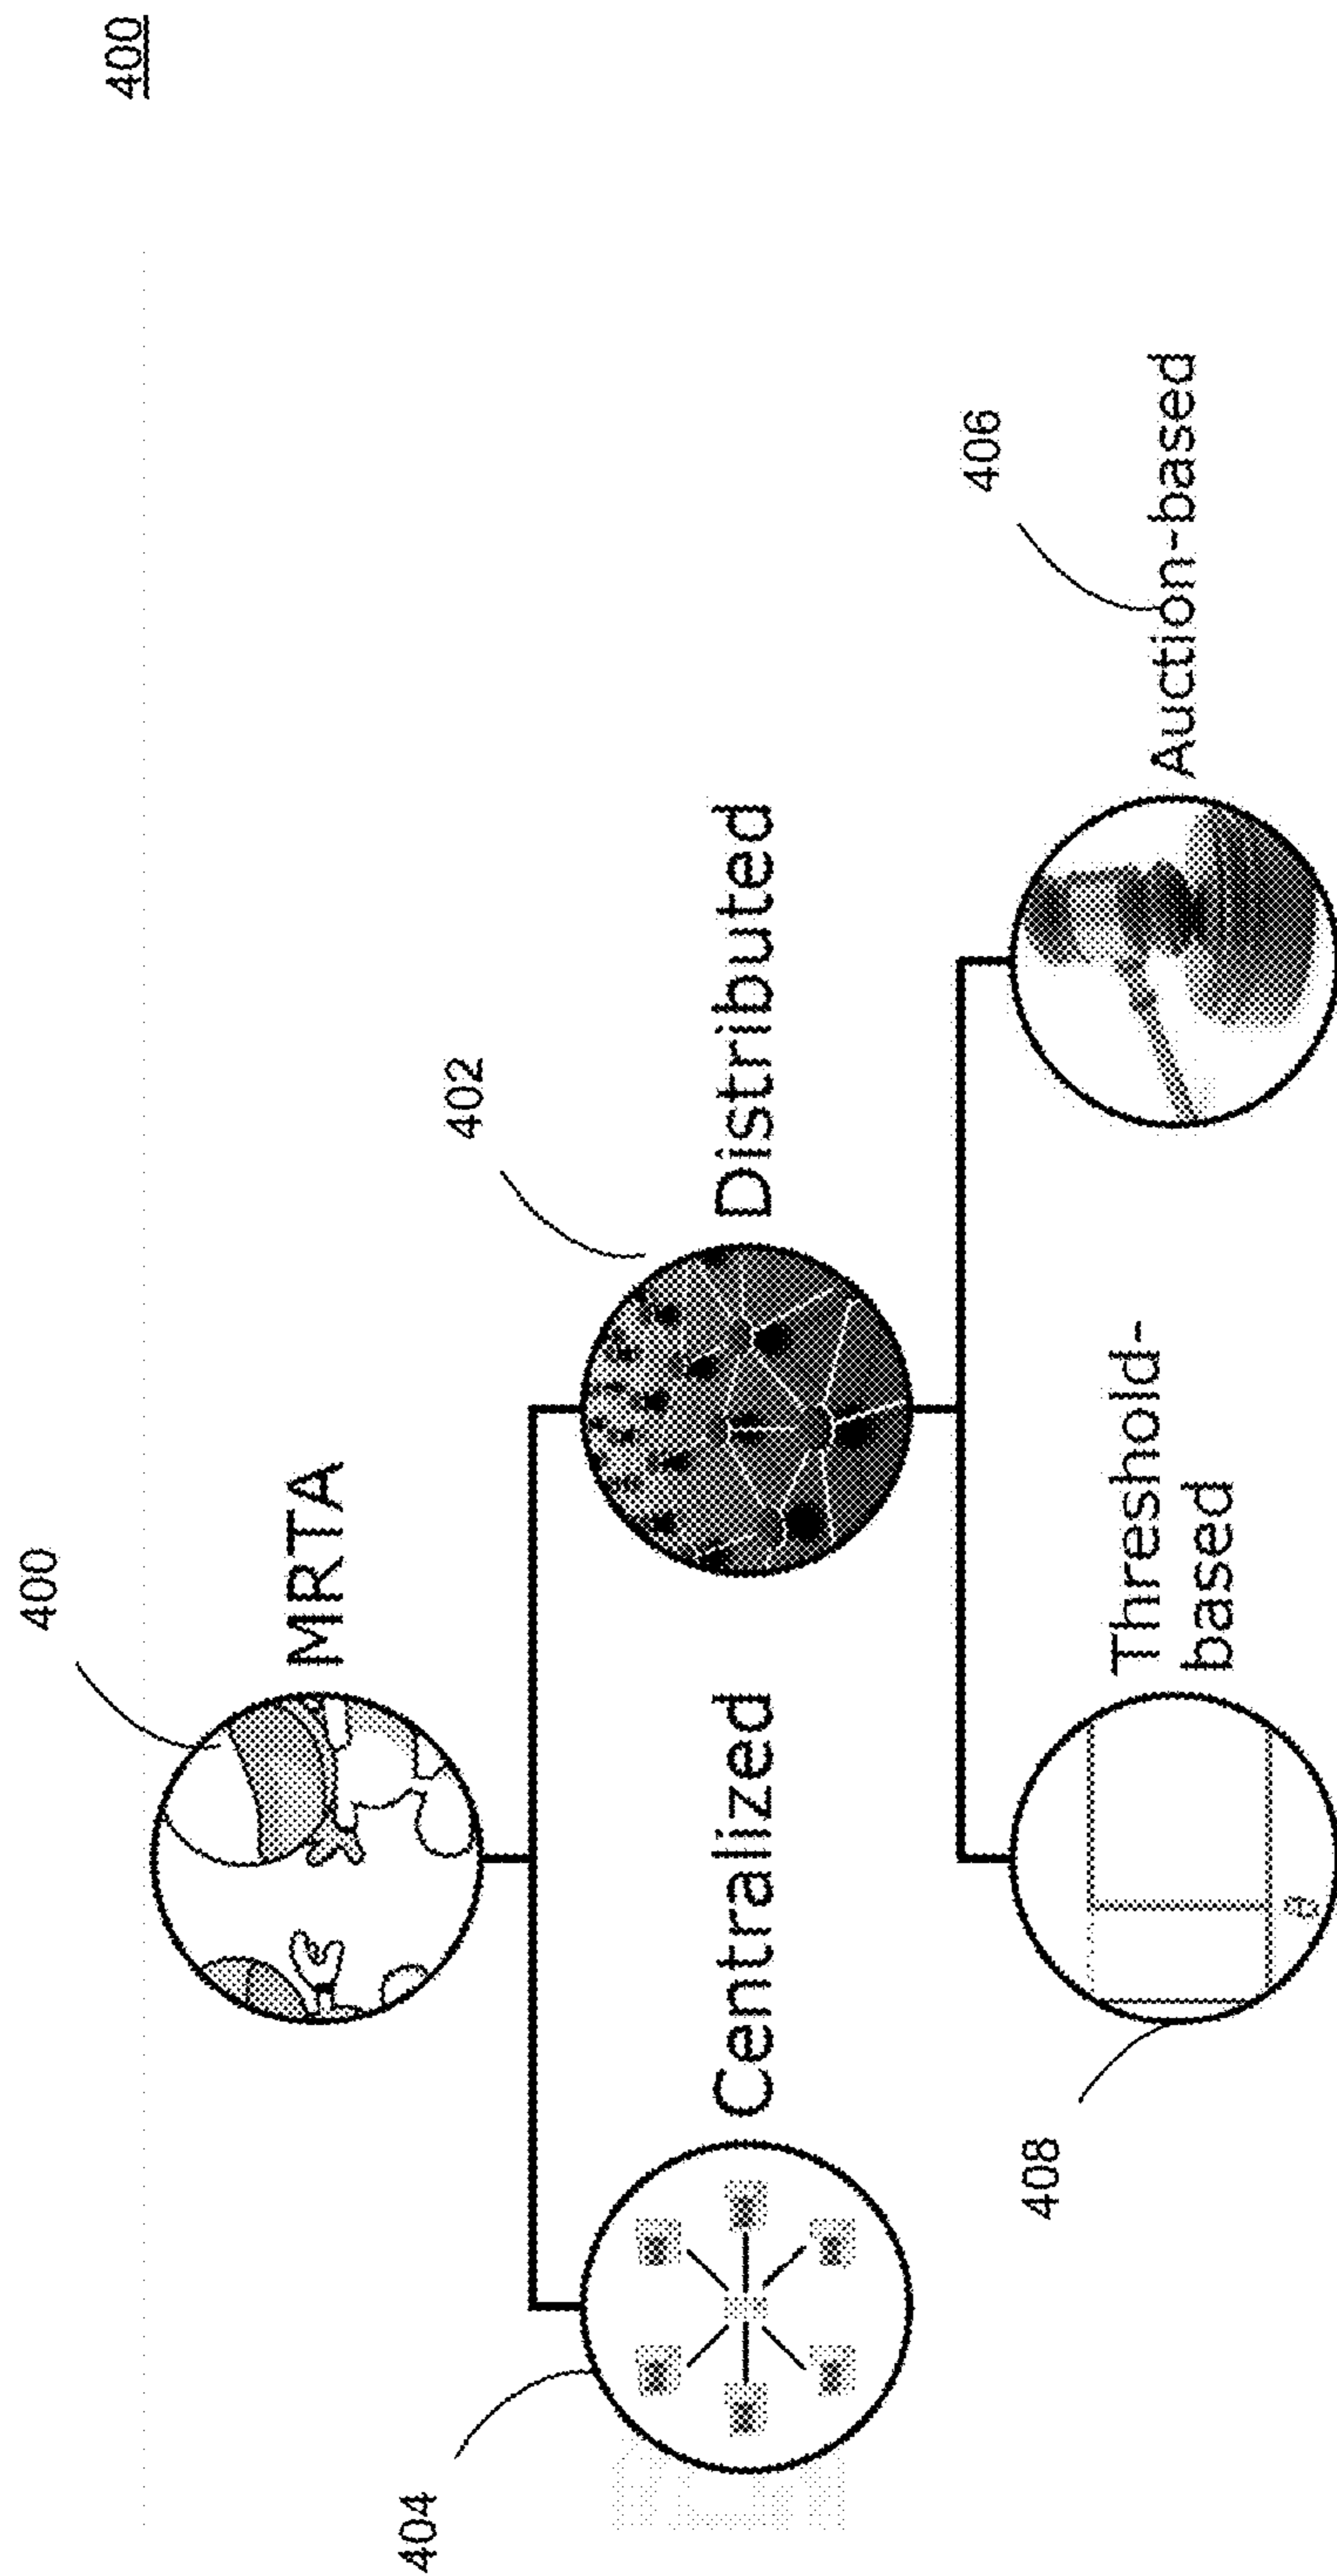 400
400
MRTA
402
404
Centralized
Distributed
406
408
Threshold-
based
Auction-based